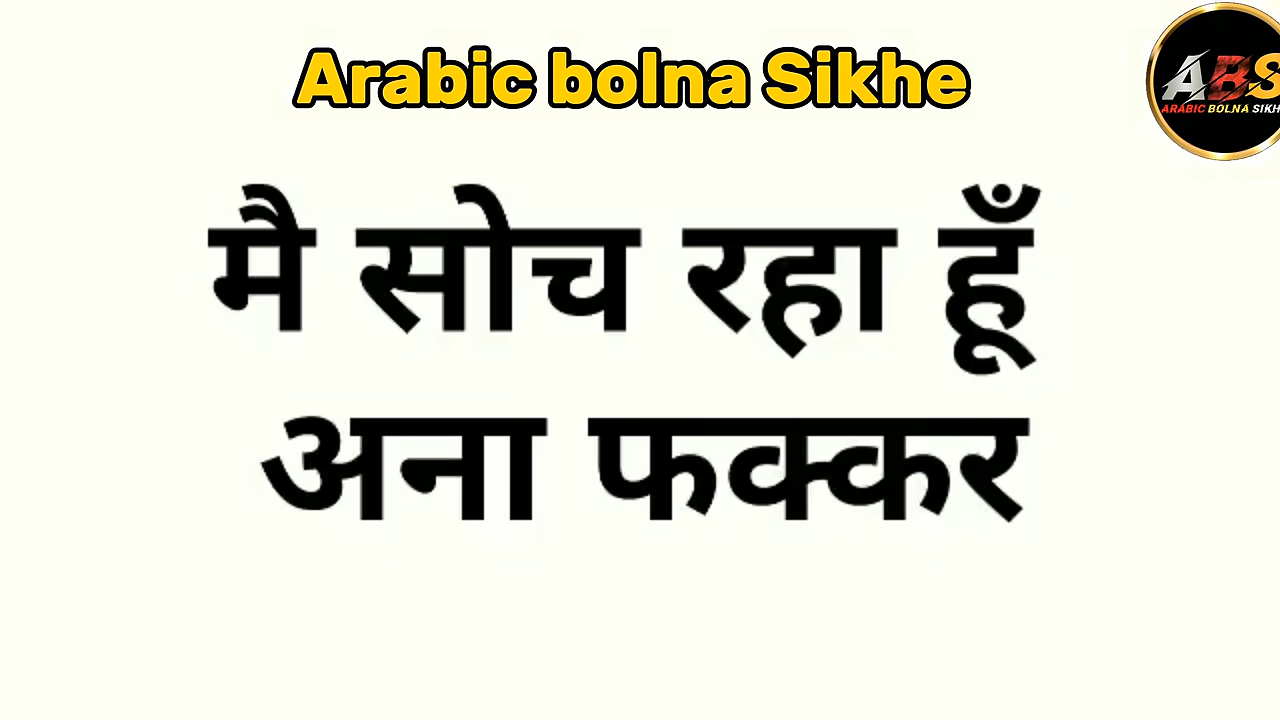 Arabic bolna Sikhe
ABS
ARABIC BOLNA SIKH
मै सोच रहा हूँ
अना फक्कर